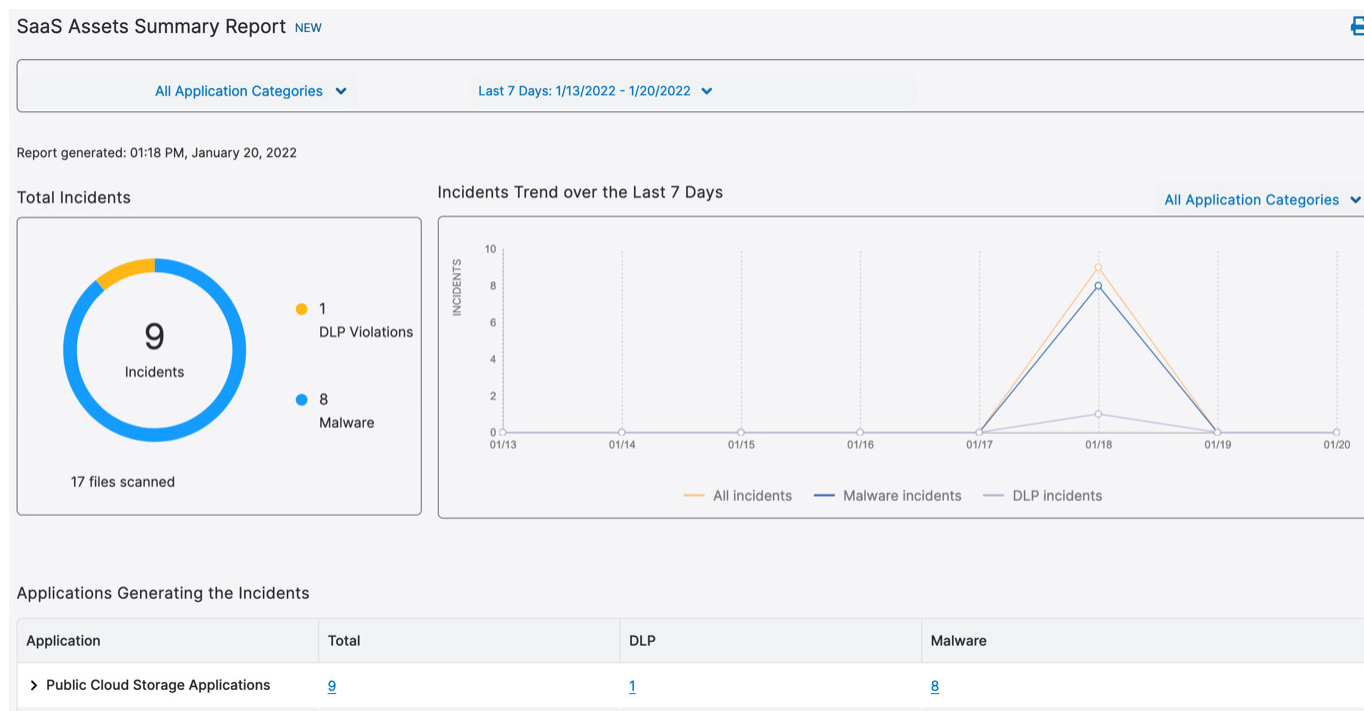 SaaS Assets Summary Report NEW
All Application Categories
Last 7 Days: 1/13/2022 - 1/20/2022
Report generated: 01:18 PM, January 20, 2022
Total Incidents
9
Incidents
1
DLP Violations
8
Malware
17 files scanned
Incidents Trend over the Last 7 Days
All Application Categories
INCIDENTS
10
8
6
4
2
0
01/13 01/14 01/15 01/16 01/17 01/18 01/19 01/20
All incidents Malware incidents DLP incidents
Applications Generating the Incidents
Application Total DLP Malware
Public Cloud Storage Applications 9 1 8